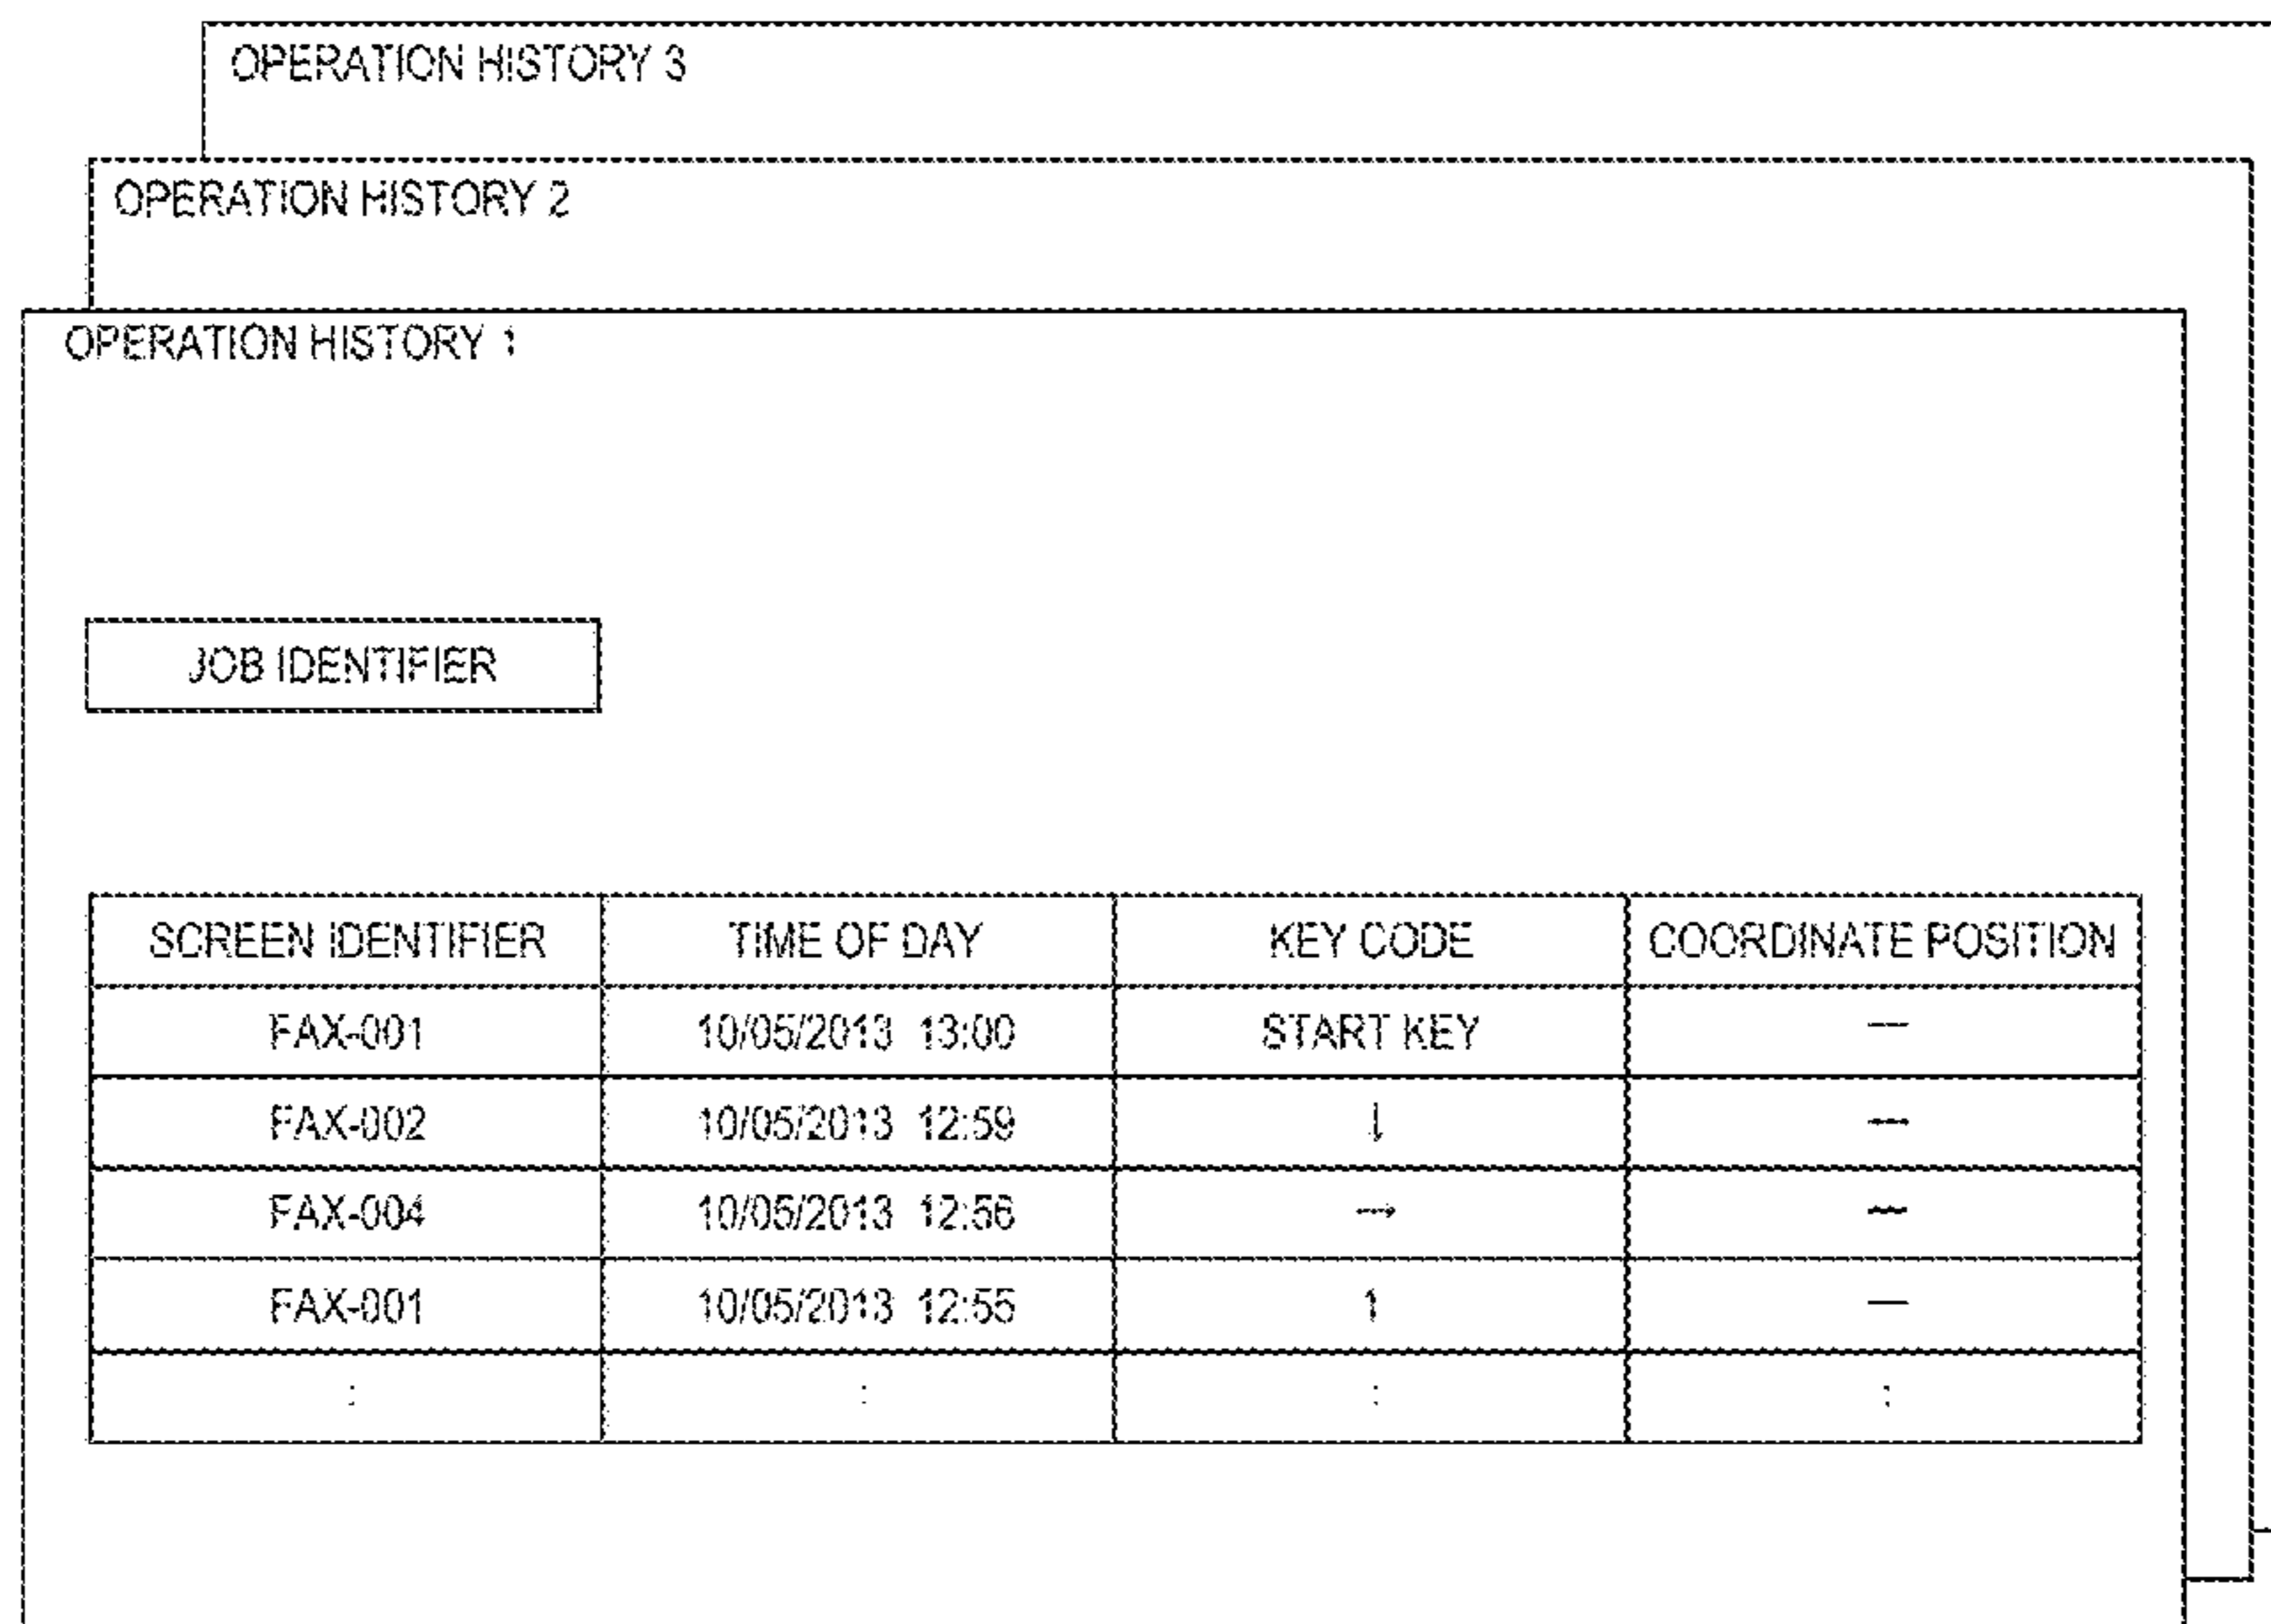 OPERATION HISTORY 3
OPERATION HISTORY 2
OPERATION HISTORY 1
JOB IDENTIFIER
SCREEN IDENTIFIER TIME OF DAY KEY CODE COORDINATE POSITION
FAX-001 10/05/2013 13:00 START KEY —
FAX-002 10/05/2013 12:59 ↓ —
FAX-004 10/05/2013 12:56 → —
FAX-001 10/05/2013 12:55 ↑ —
: : : :